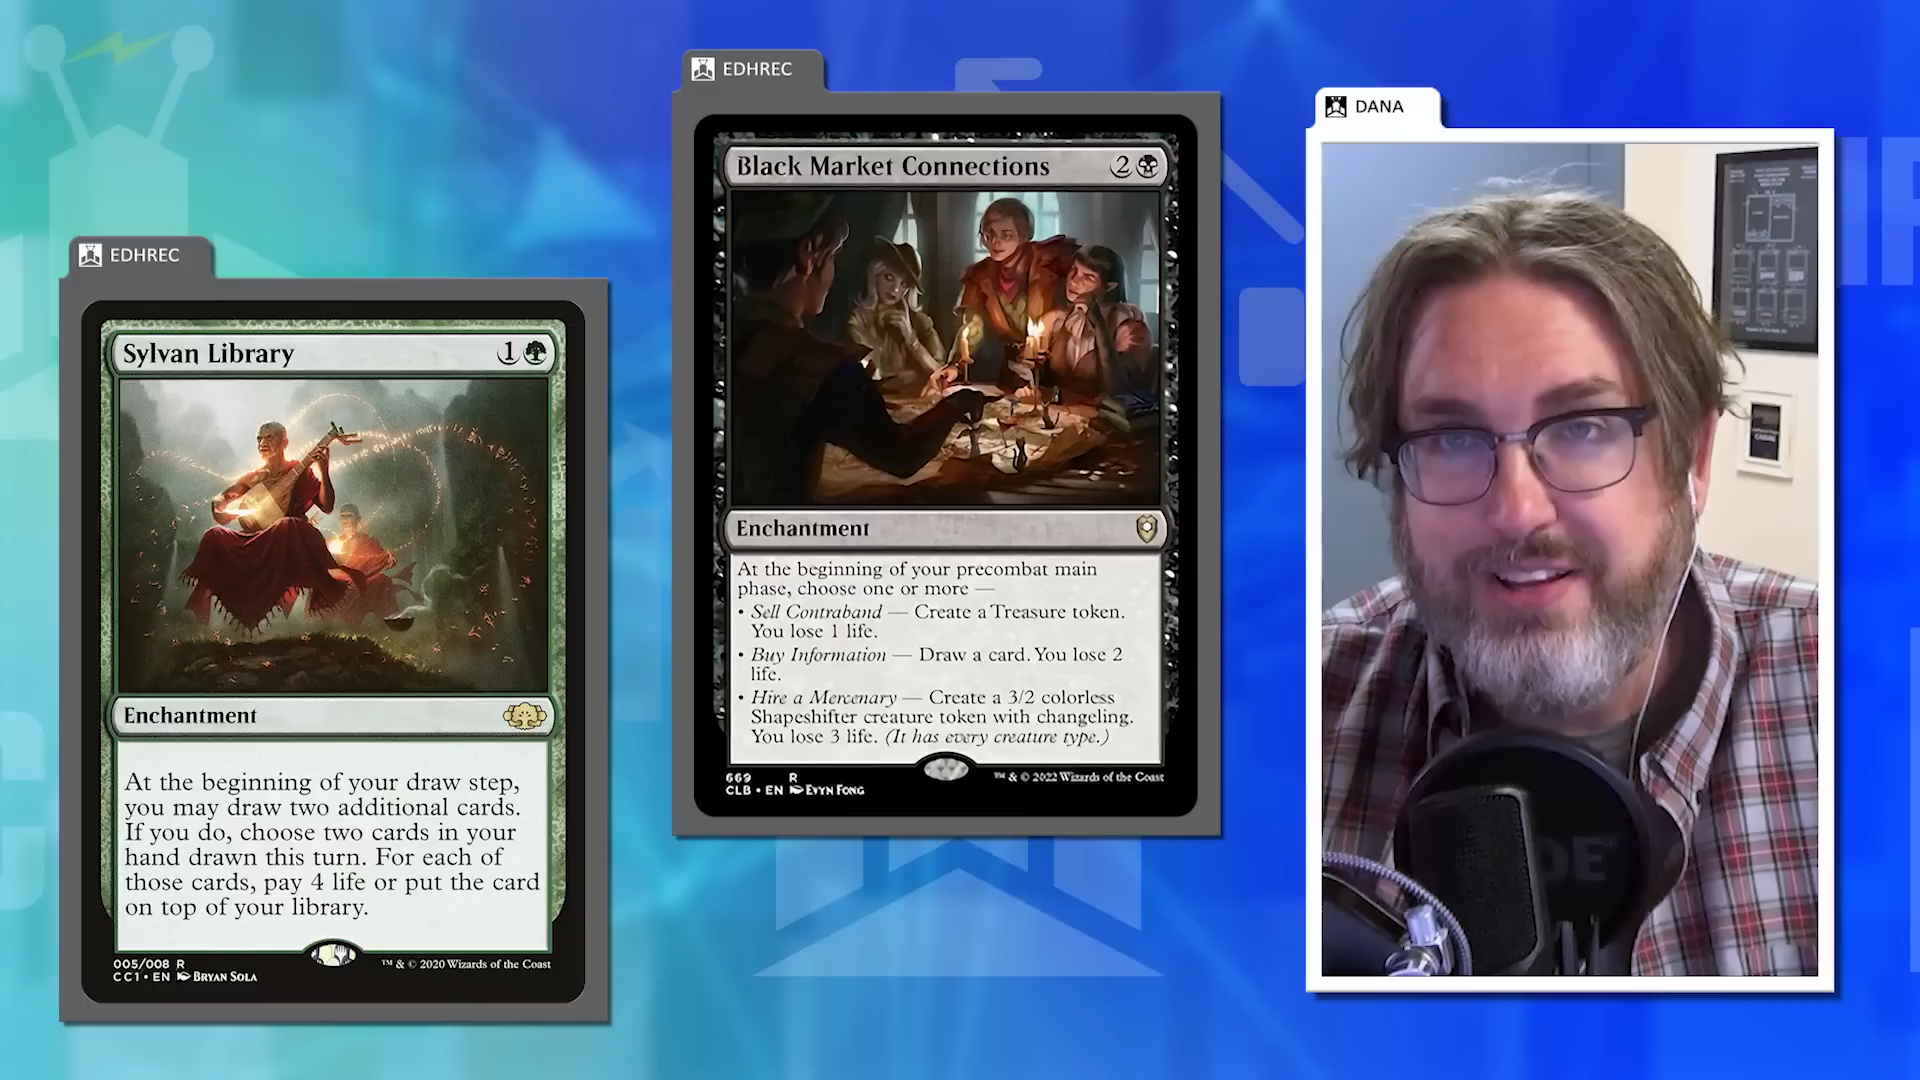 EDHREC
Sylvan Library
1
Enchantment
At the beginning of your draw step,
you may draw two additional cards.
If you do, choose two cards in your
hand drawn this turn. For each of
those cards, pay 4 life or put the card
on top of your library.
005/008 R
CC1 • EN BRYAN SOLA
™ & © 2020 Wizards of the Coast
EDHREC
Black Market Connections
2
Enchantment
At the beginning of your precombat main
phase, choose one or more —
• Sell Contraband — Create a Treasure token.
You lose 1 life.
• Buy Information — Draw a card. You lose 2
life.
• Hire a Mercenary — Create a 3/2 colorless
Shapeshifter creature token with changeling.
You lose 3 life. (It has every creature type.)
669 R
CLB • EN EVYN FONG
™ & © 2022 Wizards of the Coast
DANA
DE